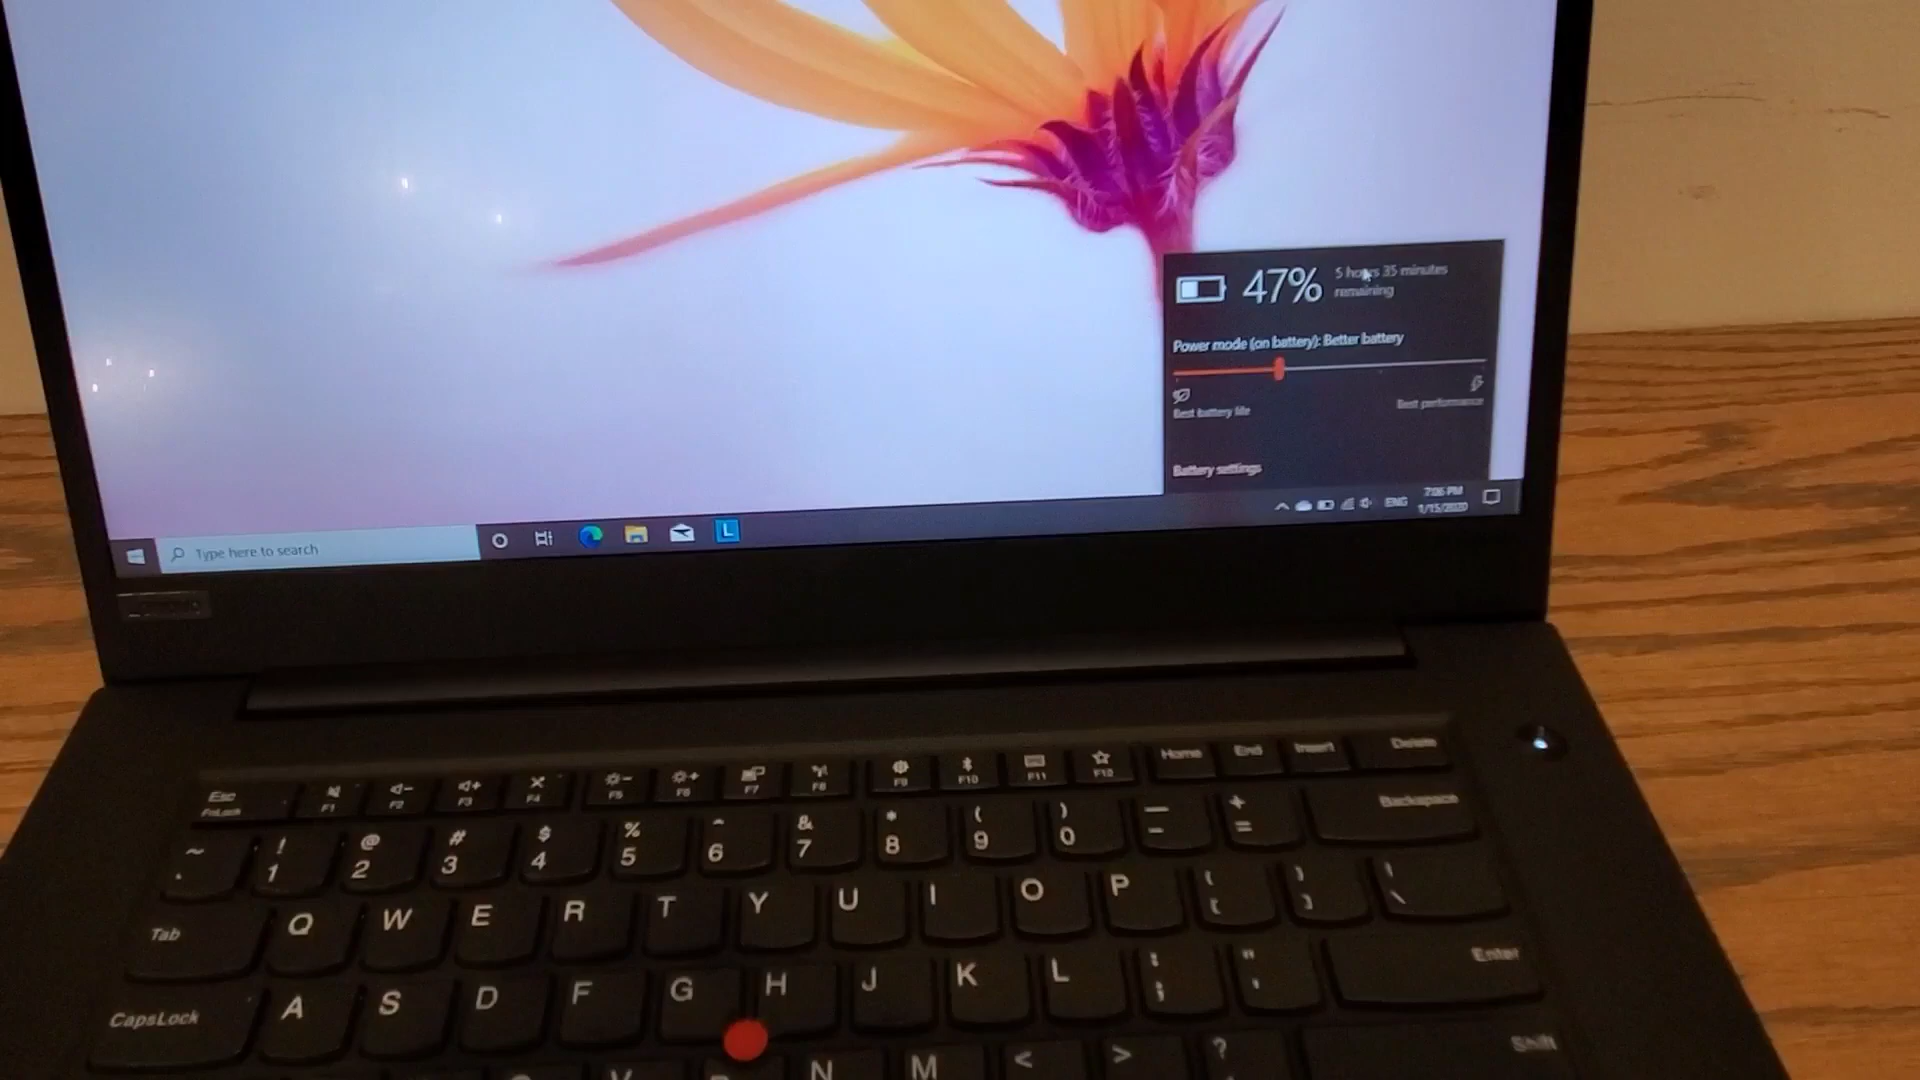 47%
5 hours 35 minutes
remaining
Power mode (on battery): Better battery
Best battery life
Best performance
Battery settings
Type here to search
L
ENG
7:06 PM
1/15/2020
Esc
FnLock
F1
F2
F3
F4
F5
F6
F7
F8
F9
F10
F11
F12
Home
End
Insert
Delete
~ ! @ # $ % ^ & * ( ) — +
1 2 3 4 5 6 7 8 9 0 - =
Backspace
Tab
Q W E R T Y U I O P
\
CapsLock
A S D F G H J K L
: "
; '
Enter
N M < > ?
Shift